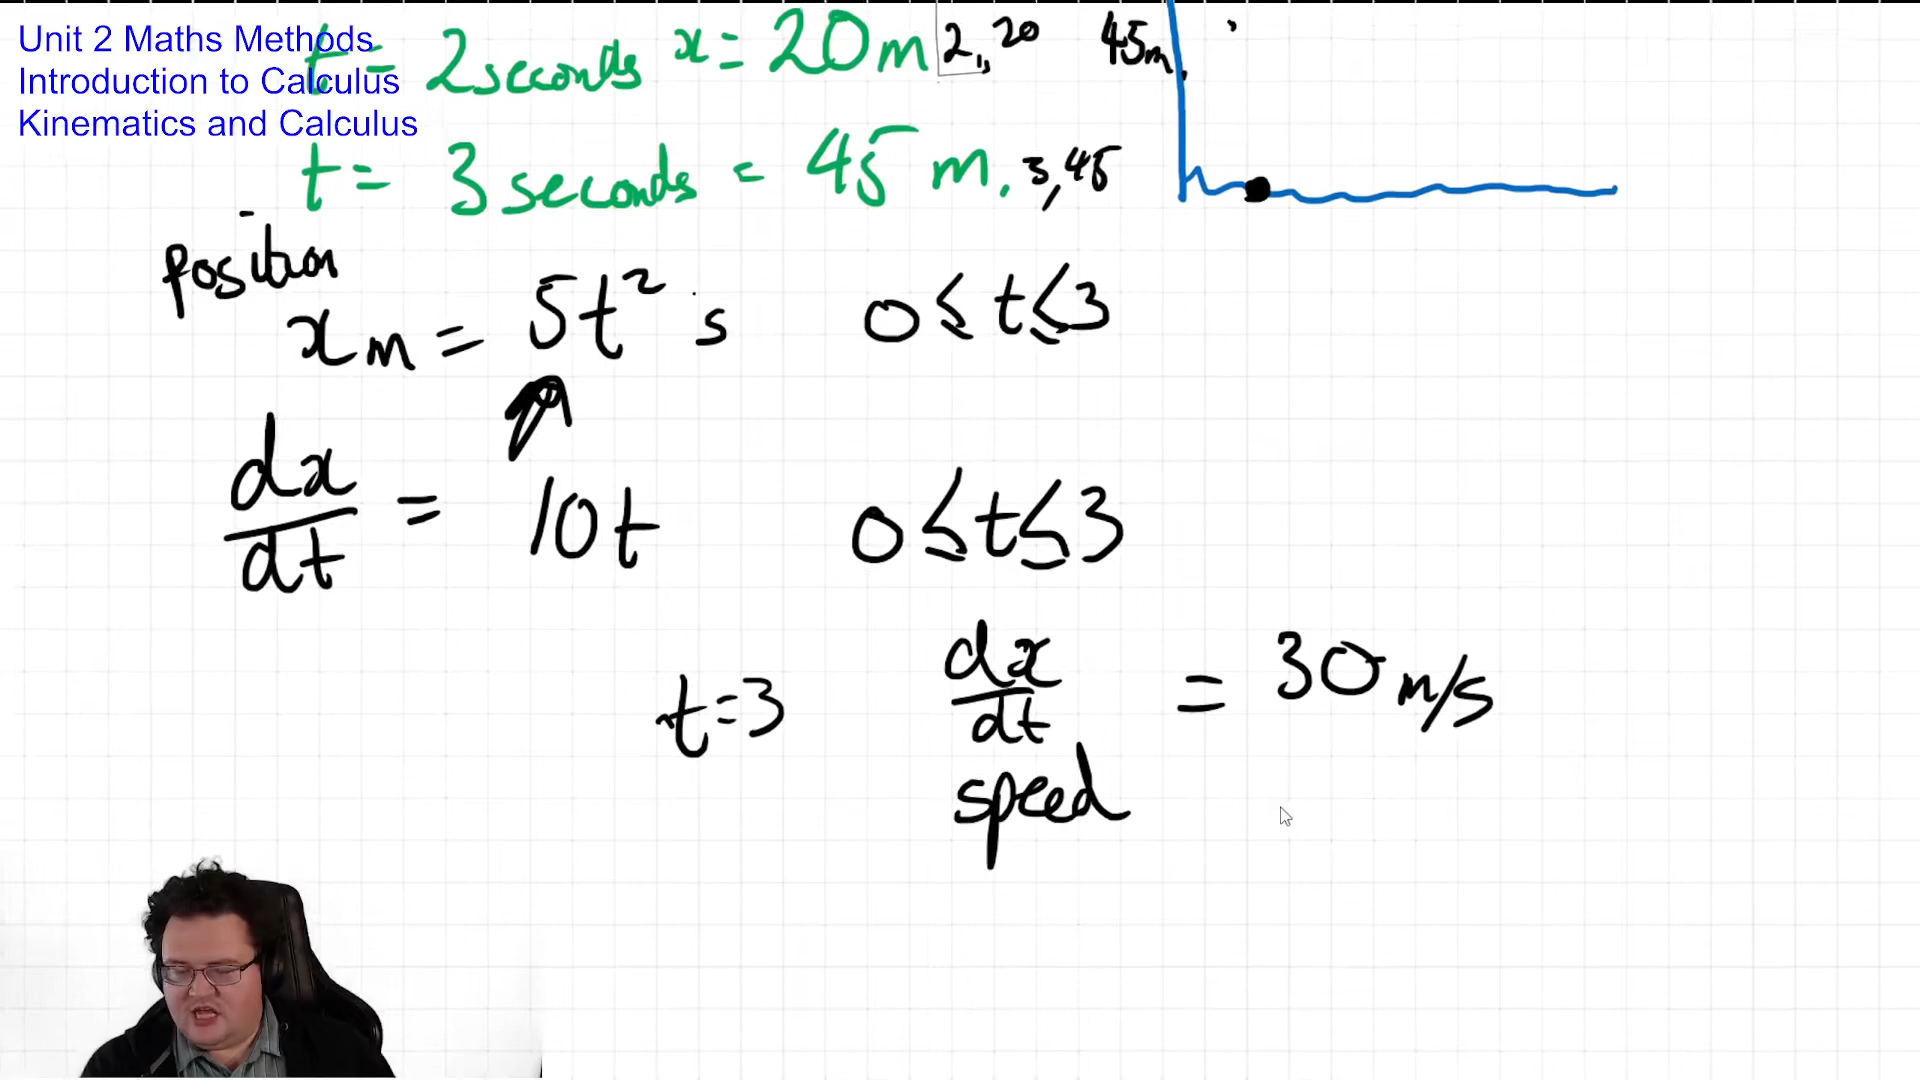 Unit 2 Maths Methods
Introduction to Calculus
Kinematics and Calculus
t = 2 seconds x = 20 m 2,, 20
45m
t = 3 seconds = 45 m. 3,45
position
x m = 5t² s 0 ≤ t ≤ 3
dx/dt = 10t 0 ≤ t ≤ 3
t=3 dx/dt = 30 m/s
speed